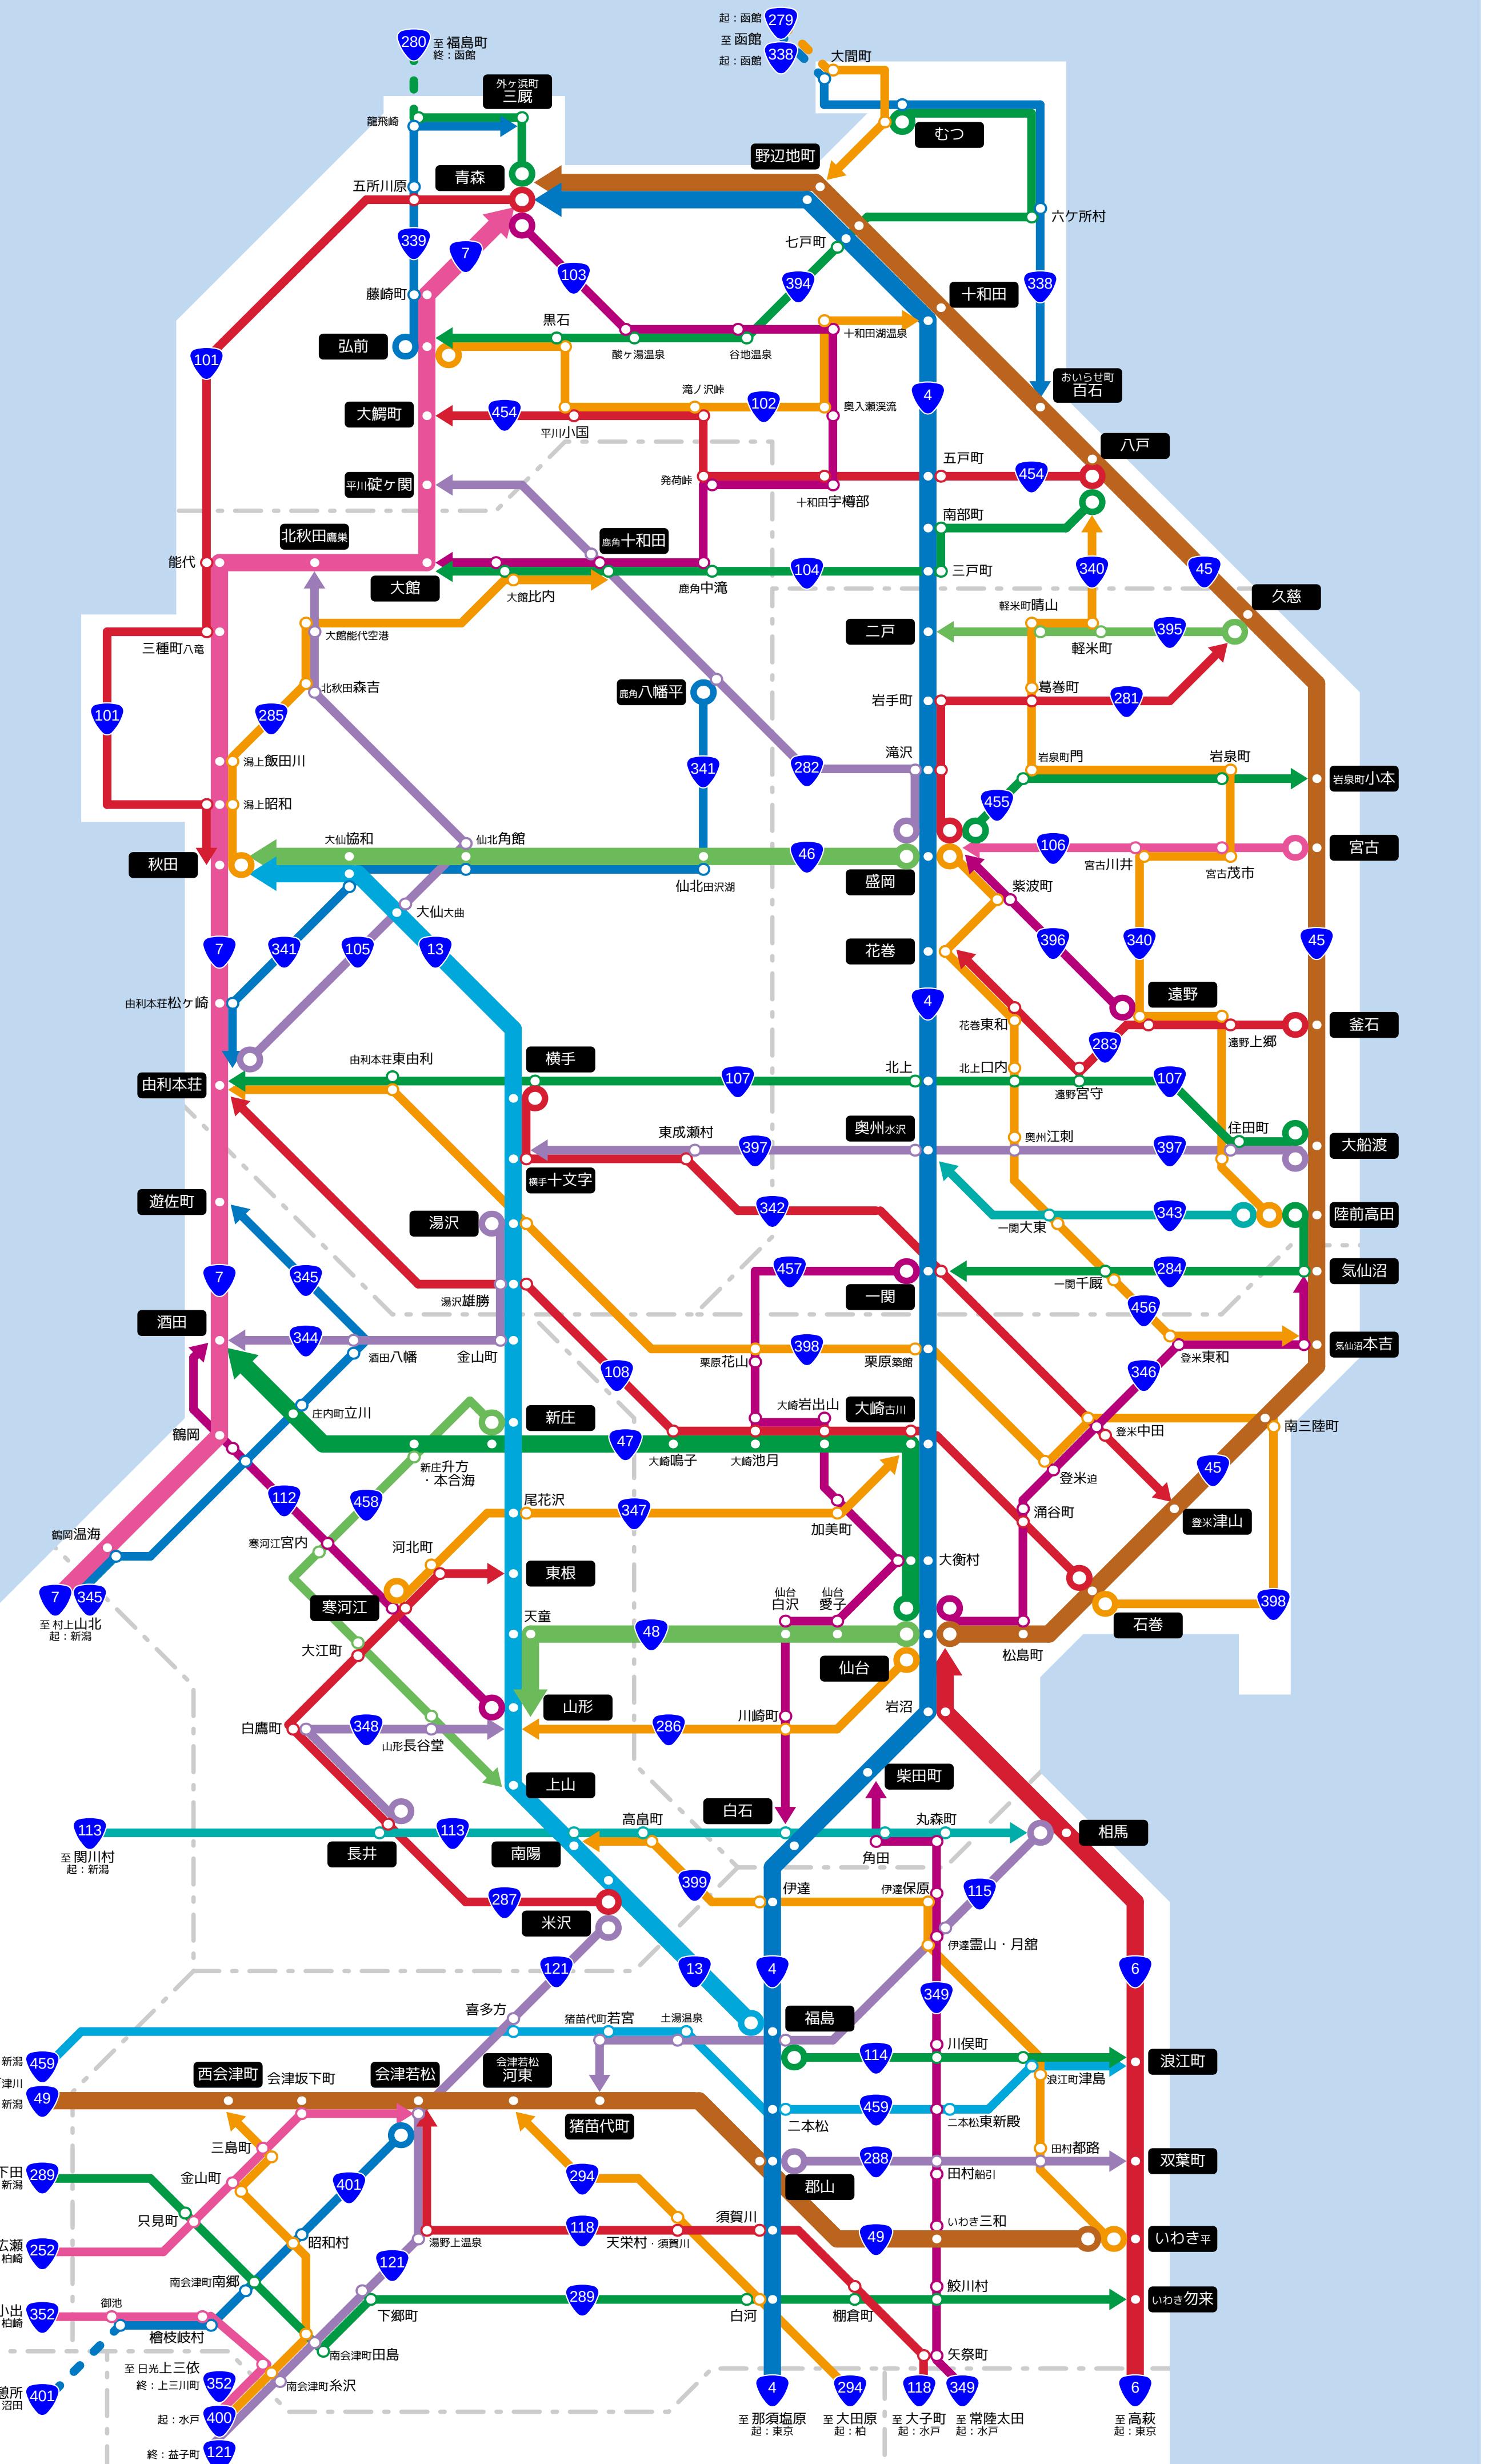 280
至 福島町
終：函館
起：函館
279
至 函館
338
起：函館
大間町
外ヶ浜町
三厩
龍飛崎
むつ
野辺地町
青森
五所川原
六ケ所村
339
7
七戸町
103
394
338
藤崎町
十和田
黒石
十和田湖温泉
弘前
酸ヶ湯温泉
谷地温泉
101
おいらせ町
百石
滝ノ沢峠
4
大鰐町
454
102
奥入瀬渓流
平川小国
八戸
五戸町
平川碇ヶ関
発荷峠
454
十和田宇樽部
南部町
北秋田鷹巣
鹿角十和田
能代
大館
104
三戸町
340
45
鹿角中滝
大館比内
久慈
軽米町晴山
二戸
395
大館能代空港
三種町八竜
軽米町
北秋田森吉
鹿角八幡平
葛巻町
岩手町
281
101
285
滝沢
潟上飯田川
341
282
岩泉町門
岩泉町
岩泉町小本
潟上昭和
455
大仙協和
仙北角館
秋田
46
106
宮古
宮古川井
宮古茂市
盛岡
仙北田沢湖
紫波町
大仙大曲
7
341
105
13
花巻
396
340
45
由利本荘松ヶ崎
遠野
4
花巻東和
釜石
283
遠野上郷
由利本荘東由利
横手
北上
北上口内
由利本荘
107
107
遠野宮守
東成瀬村
奥州水沢
奥州江刺
住田町
397
397
大船渡
横手十文字
遊佐町
342
湯沢
343
陸前高田
一関大東
7
345
457
284
気仙沼
一関
一関千厩
湯沢雄勝
456
酒田
344
398
気仙沼本吉
酒田八幡
金山町
栗原花山
栗原築館
登米東和
108
346
大崎岩出山
大崎古川
庄内町立川
新庄
南三陸町
鶴岡
登米中田
47
大崎鳴子
大崎池月
新庄升方
・本合海
45
登米迫
112
458
尾花沢
347
涌谷町
登米津山
加美町
鶴岡温海
寒河江宮内
河北町
大衡村
東根
7
345
至 村上山北
起：新潟
寒河江
仙台
白沢
仙台
愛子
398
石巻
天童
48
大江町
松島町
仙台
山形
岩沼
白鷹町
348
286
川崎町
山形長谷堂
上山
柴田町
白石
高畠町
丸森町
113
113
相馬
至 関川村
起：新潟
長井
南陽
角田
399
伊達
伊達保原
115
287
米沢
伊達霊山・月舘
121
13
4
6
349
喜多方
猪苗代町若宮
土湯温泉
福島
川俣町
新潟
459
114
浪江町
津川
西会津町
会津坂下町
会津若松
会津若松
河東
浪江町津島
新潟
49
459
猪苗代町
二本松
二本松東新殿
三島町
田村都路
288
双葉町
下田
289
新潟
金山町
401
294
郡山
田村船引
只見町
須賀川
いわき三和
広瀬
252
柏崎
昭和村
湯野上温泉
118
天栄村・須賀川
49
いわき平
121
南会津町南郷
鮫川村
小出
352
柏崎
御池
289
いわき勿来
下郷町
白河
棚倉町
檜枝岐村
南会津町田島
矢祭町
至 日光上三依
終：上三川町
352
南会津町糸沢
憩所
401
沼田
4
294
118
349
6
起：水戸
400
至 那須塩原
起：東京
至 大田原
起：柏
至 大子町
起：水戸
至 常陸太田
起：水戸
至 高萩
起：東京
終：益子町
121